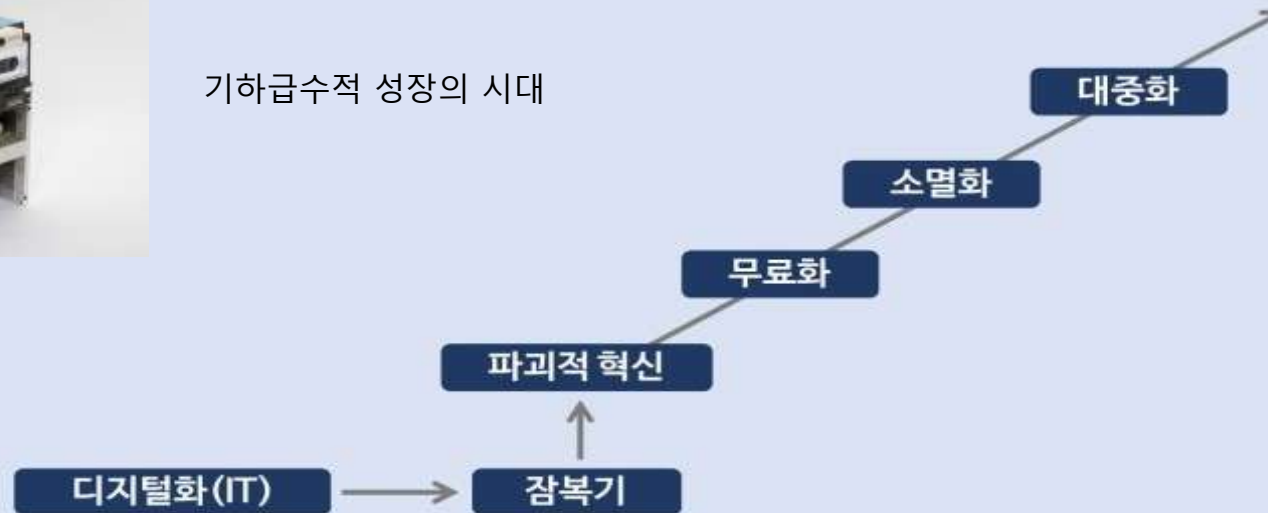 기하급수적 성장의 시대
대중화
소멸화
무료화
파괴적 혁신
디지털화(IT)
잠복기